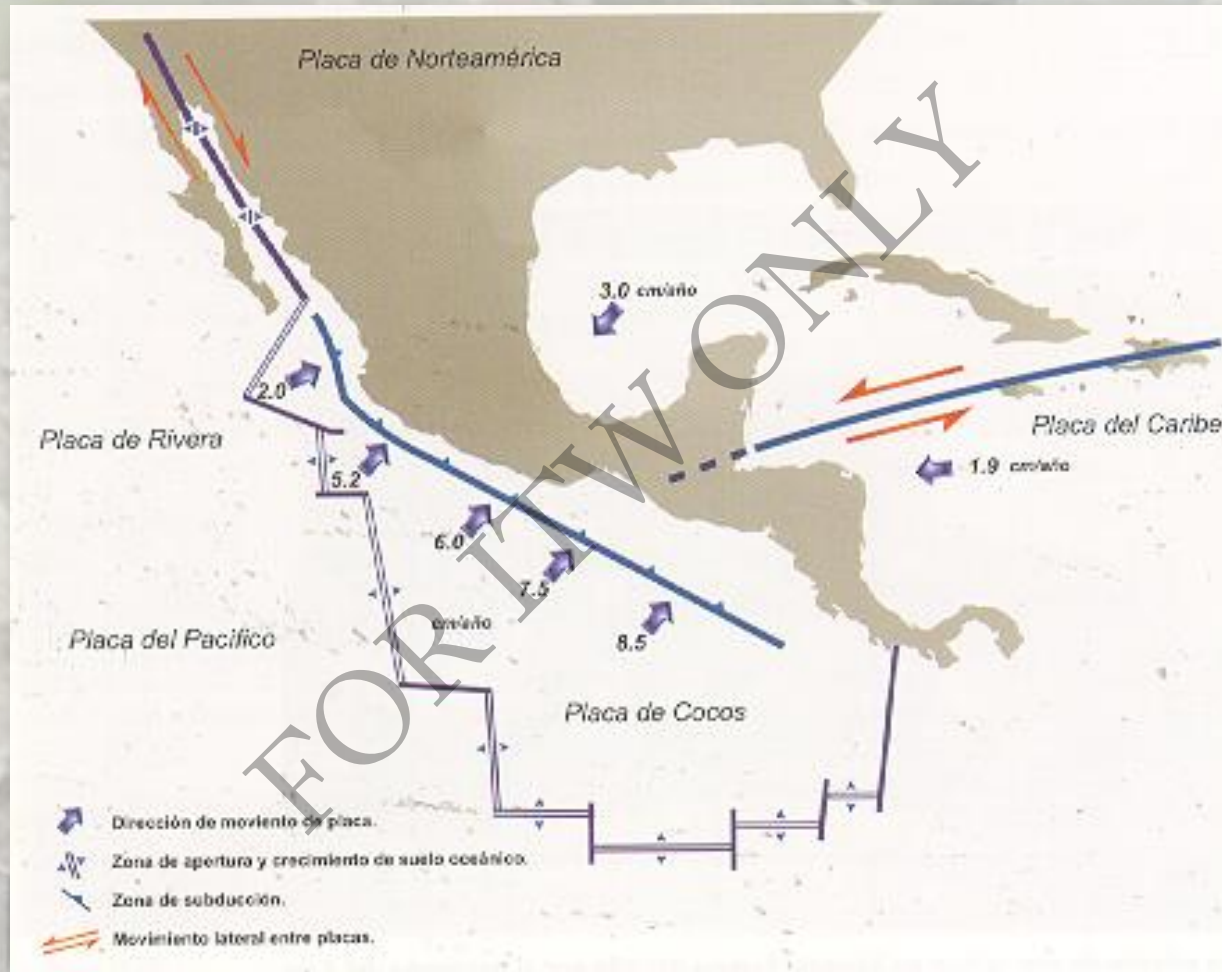 Placa de Norteamérica
3.0 cm/año
2.0
Placa de Rivera
5.2
Placa del Caribe
1.9 cm/año
6.0
7.5
cm/año
8.5
Placa del Pacífico
Placa de Cocos
Dirección de moviento de placa.
Zona de apertura y crecimiento de suelo oceánico.
Zona de subducción.
Movimiento lateral entre placas.
FOR ITW ONLY